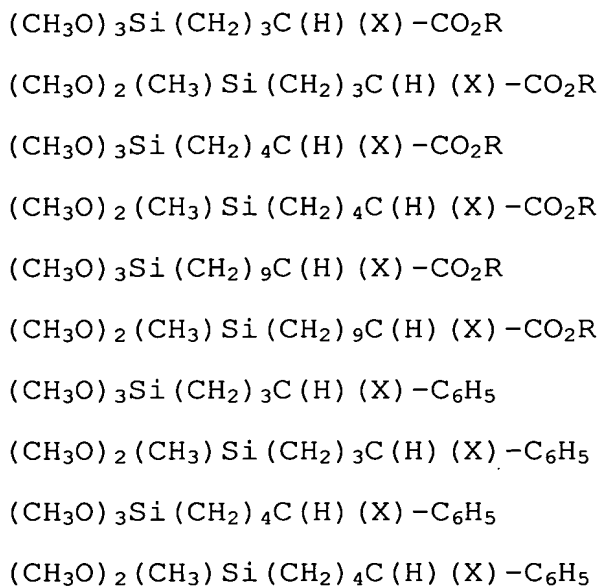 (CH₃O)₃Si(CH₂)₃C(H)(X)-CO₂R
(CH₃O)₂(CH₃)Si(CH₂)₃C(H)(X)-CO₂R
(CH₃O)₃Si(CH₂)₄C(H)(X)-CO₂R
(CH₃O)₂(CH₃)Si(CH₂)₄C(H)(X)-CO₂R
(CH₃O)₃Si(CH₂)₉C(H)(X)-CO₂R
(CH₃O)₂(CH₃)Si(CH₂)₉C(H)(X)-CO₂R
(CH₃O)₃Si(CH₂)₃C(H)(X)-C₆H₅
(CH₃O)₂(CH₃)Si(CH₂)₃C(H)(X)-C₆H₅
(CH₃O)₃Si(CH₂)₄C(H)(X)-C₆H₅
(CH₃O)₂(CH₃)Si(CH₂)₄C(H)(X)-C₆H₅